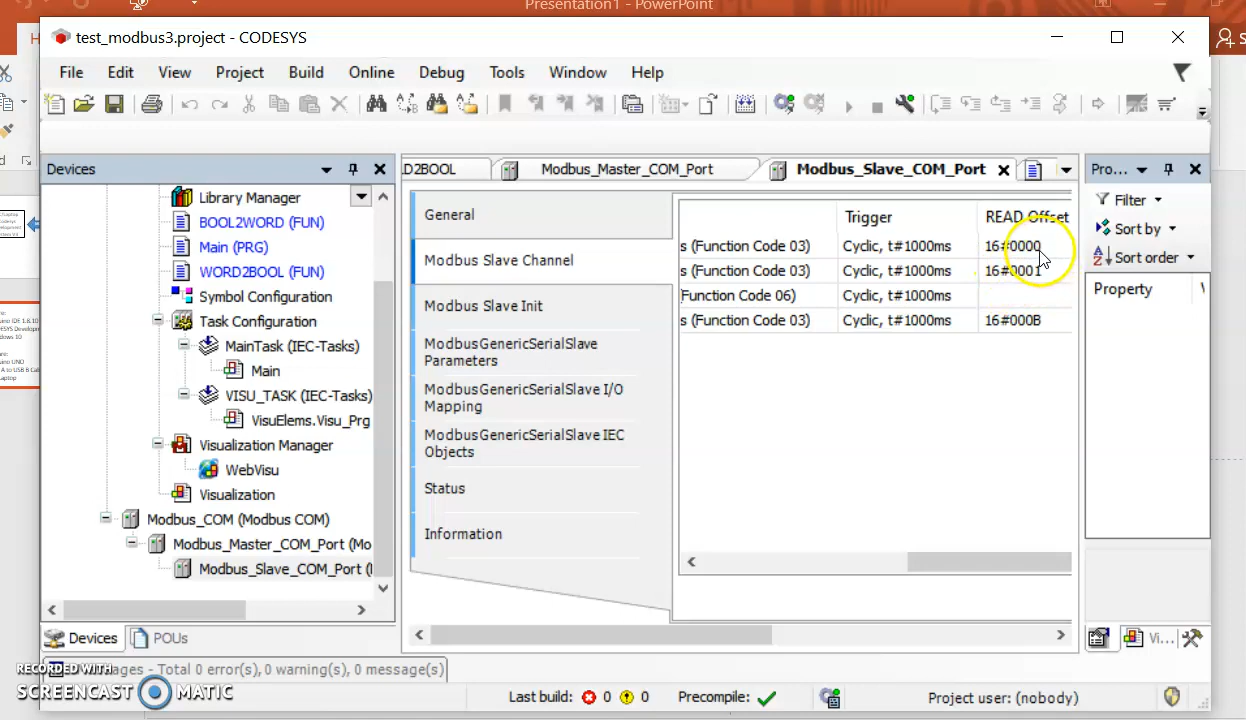 Presentation1 - PowerPoint
test_modbus3.project - CODESYS
File Edit View Project Build Online Debug Tools Window Help
Devices
D2BOOL Modbus_Master_COM_Port Modbus_Slave_COM_Port Pro...
Library Manager
BOOL2WORD (FUN)
Main (PRG)
WORD2BOOL (FUN)
Symbol Configuration
Task Configuration
MainTask (IEC-Tasks)
Main
VISU_TASK (IEC-Tasks)
VisuElems.Visu_Prg
Visualization Manager
WebVisu
Visualization
Modbus_COM (Modbus COM)
Modbus_Master_COM_Port (Mo
Modbus_Slave_COM_Port (
Devices POUs
General
Modbus Slave Channel
Modbus Slave Init
ModbusGenericSerialSlave
Parameters
ModbusGenericSerialSlave I/O
Mapping
ModbusGenericSerialSlave IEC
Objects
Status
Information
Trigger READ Offset
s (Function Code 03) Cyclic, t#1000ms 16#0000
s (Function Code 03) Cyclic, t#1000ms 16#0001
Function Code 06) Cyclic, t#1000ms
s (Function Code 03) Cyclic, t#1000ms 16#000B
Filter
Sort by
Sort order
Property
Vi...
ages - Total 0 error(s), 0 warning(s), 0 message(s)
RECORDED WITH
SCREENCAST MATIC
Last build: 0 0 Precompile: Project user: (nobody)